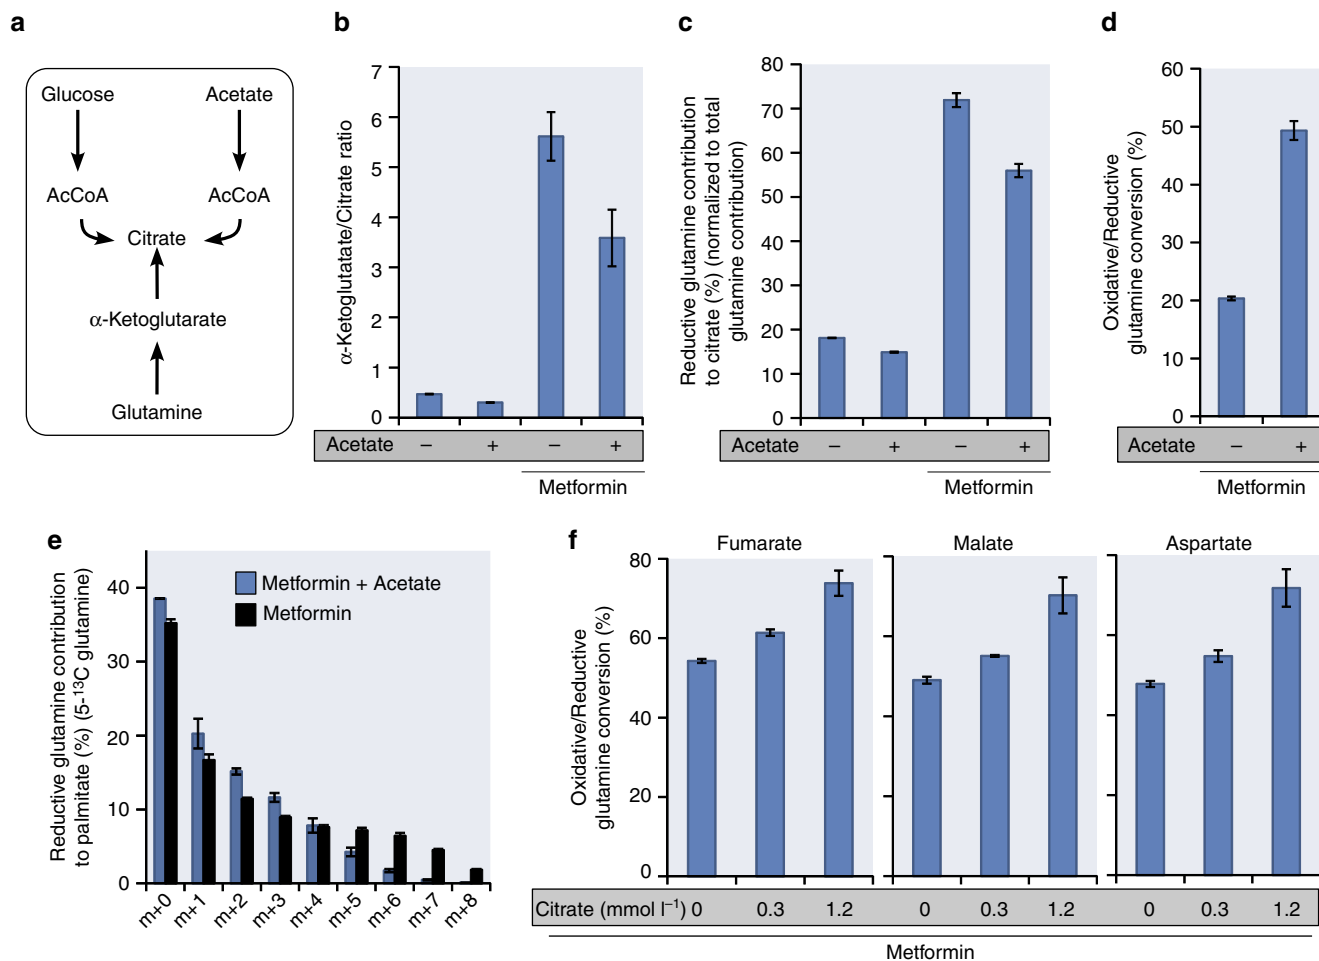 a
Glucose
Acetate
AcCoA
AcCoA
Citrate
α-Ketoglutarate
Glutamine
b
α-Ketoglutatate/Citrate ratio
7
6
5
4
3
2
1
0
Acetate – + – +
Metformin
c
Reductive glutamine contribution
to citrate (%) (normalized to total
glutamine contribution)
80
70
60
50
40
30
20
10
0
Acetate – + – +
Metformin
d
Oxidative/Reductive
glutamine conversion (%)
60
50
40
30
20
10
0
Acetate – +
Metformin
e
Reductive glutamine contribution
to palmitate (%) (5-¹³C glutamine)
40
30
20
10
0
Metformin + Acetate
Metformin
m+0 m+1 m+2 m+3 m+4 m+5 m+6 m+7 m+8
f
Fumarate Malate Aspartate
Oxidative/Reductive
glutamine conversion (%)
80
60
40
20
0
Citrate (mmol l⁻¹) 0 0.3 1.2 0 0.3 1.2 0 0.3 1.2
Metformin